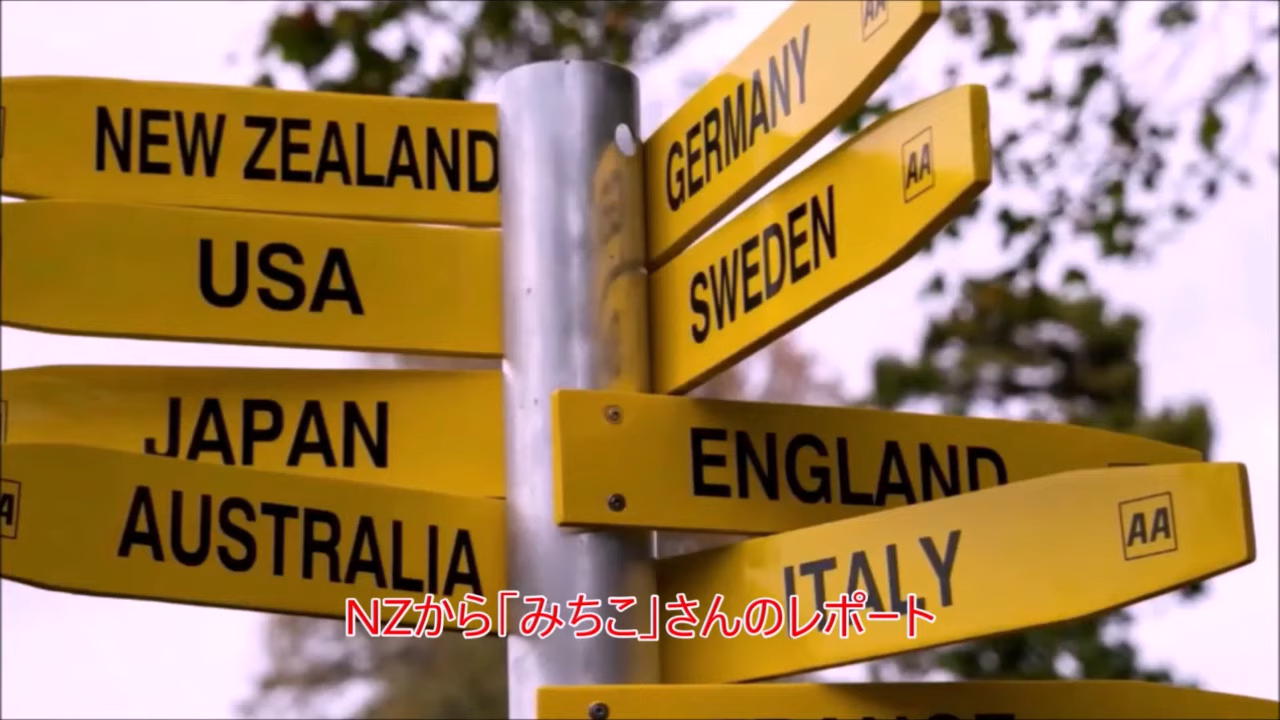 NEW ZEALAND
USA
JAPAN
AUSTRALIA
GERMANY
AA
SWEDEN
AA
ENGLAND
ITALY
AA
AA
NZから「みちこ」さんのレポート